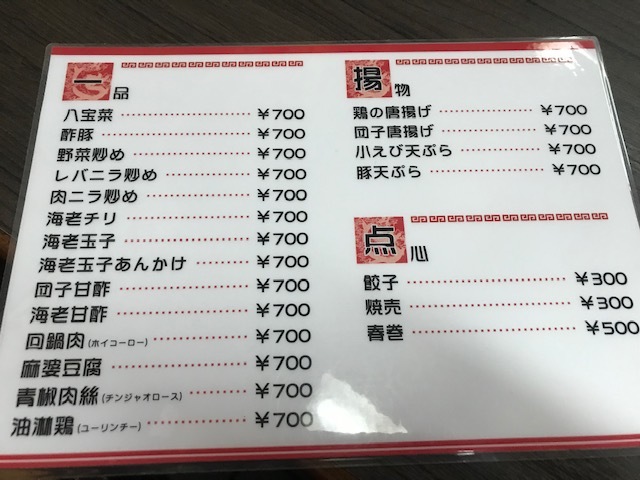 一品
八宝菜 ¥700
酢豚 ¥700
野菜炒め ¥700
レバニラ炒め ¥700
肉ニラ炒め ¥700
海老チリ ¥700
海老玉子 ¥700
海老玉子あんかけ ¥700
団子甘酢 ¥700
海老甘酢 ¥700
回鍋肉(ホイコーロー) ¥700
麻婆豆腐 ¥700
青椒肉絲(チンジャオロース) ¥700
油淋鶏(ユーリンチー) ¥700
揚物
鶏の唐揚げ ¥700
団子唐揚げ ¥700
小えび天ぷら ¥700
豚天ぷら ¥700
点心
餃子 ¥300
焼売 ¥300
春巻 ¥500